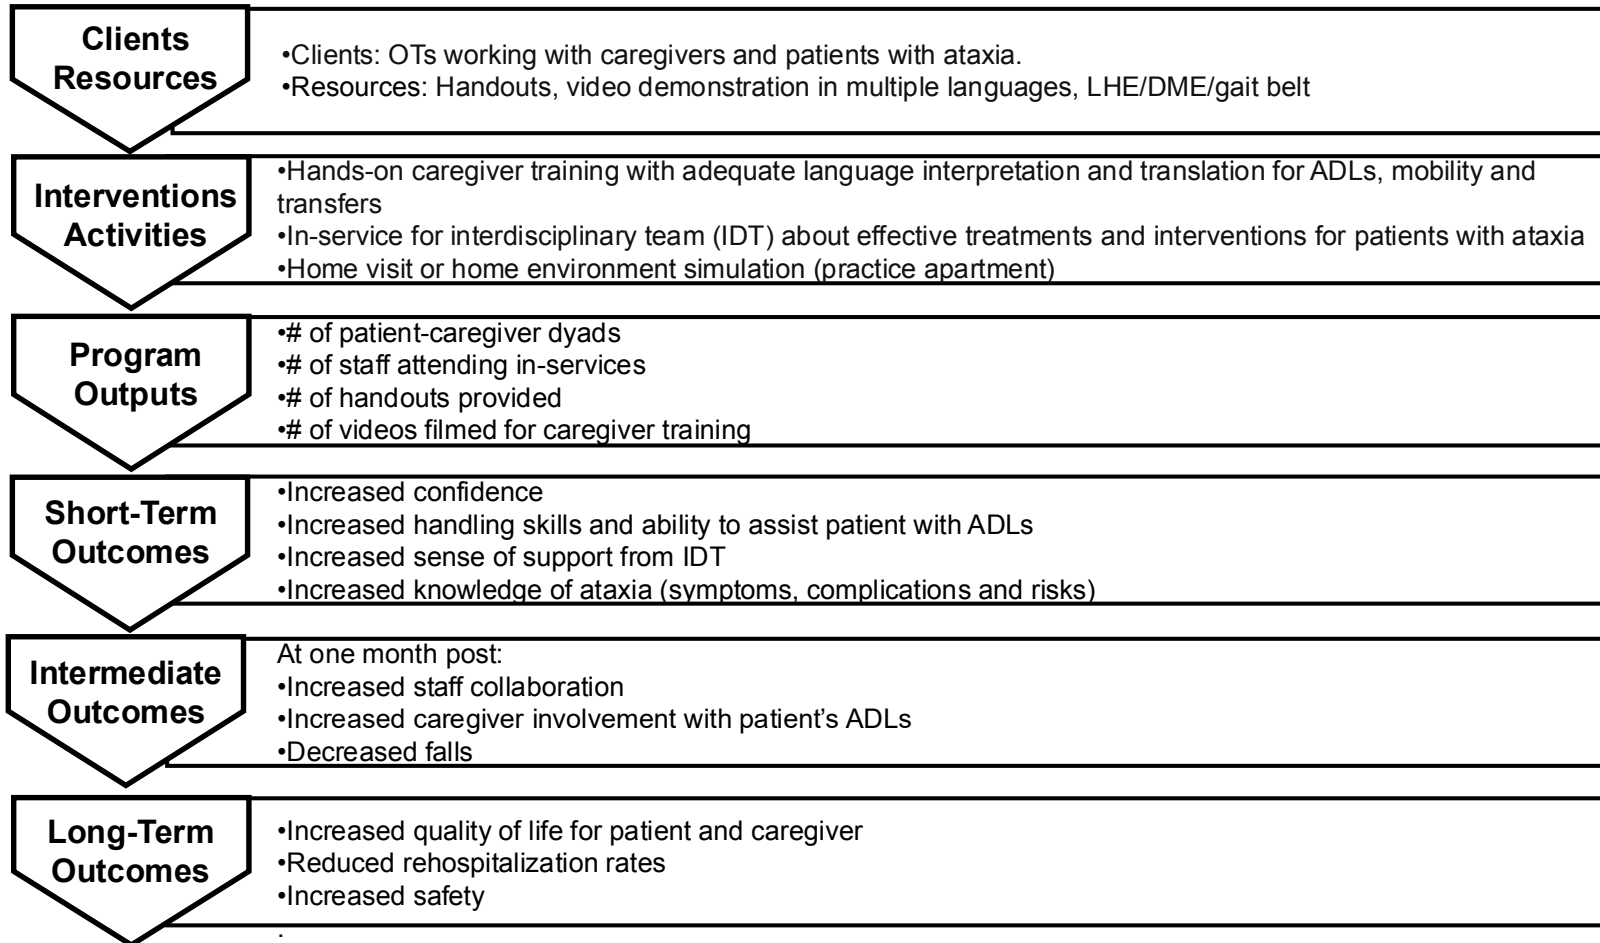 Clients
Resources
•Clients: OTs working with caregivers and patients with ataxia.
•Resources: Handouts, video demonstration in multiple languages, LHE/DME/gait belt
Interventions
Activities
•Hands-on caregiver training with adequate language interpretation and translation for ADLs, mobility and
transfers
•In-service for interdisciplinary team (IDT) about effective treatments and interventions for patients with ataxia
•Home visit or home environment simulation (practice apartment)
Program
Outputs
•# of patient-caregiver dyads
•# of staff attending in-services
•# of handouts provided
•# of videos filmed for caregiver training
Short-Term
Outcomes
•Increased confidence
•Increased handling skills and ability to assist patient with ADLs
•Increased sense of support from IDT
•Increased knowledge of ataxia (symptoms, complications and risks)
Intermediate
Outcomes
At one month post:
•Increased staff collaboration
•Increased caregiver involvement with patient’s ADLs
•Decreased falls
Long-Term
Outcomes
•Increased quality of life for patient and caregiver
•Reduced rehospitalization rates
•Increased safety
.